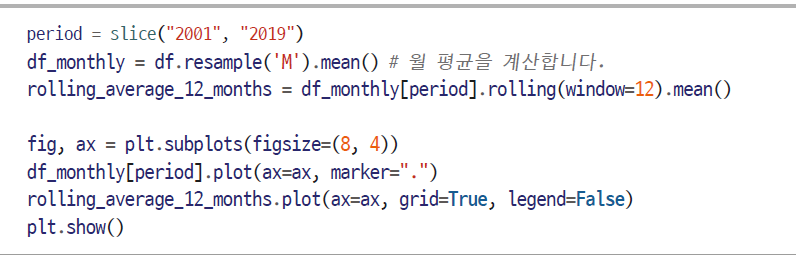 period = slice("2001", "2019")
df_monthly = df.resample('M').mean() # 월 평균을 계산합니다.
rolling_average_12_months = df_monthly[period].rolling(window=12).mean()
fig, ax = plt.subplots(figsize=(8, 4))
df_monthly[period].plot(ax=ax, marker=".")
rolling_average_12_months.plot(ax=ax, grid=True, legend=False)
plt.show()